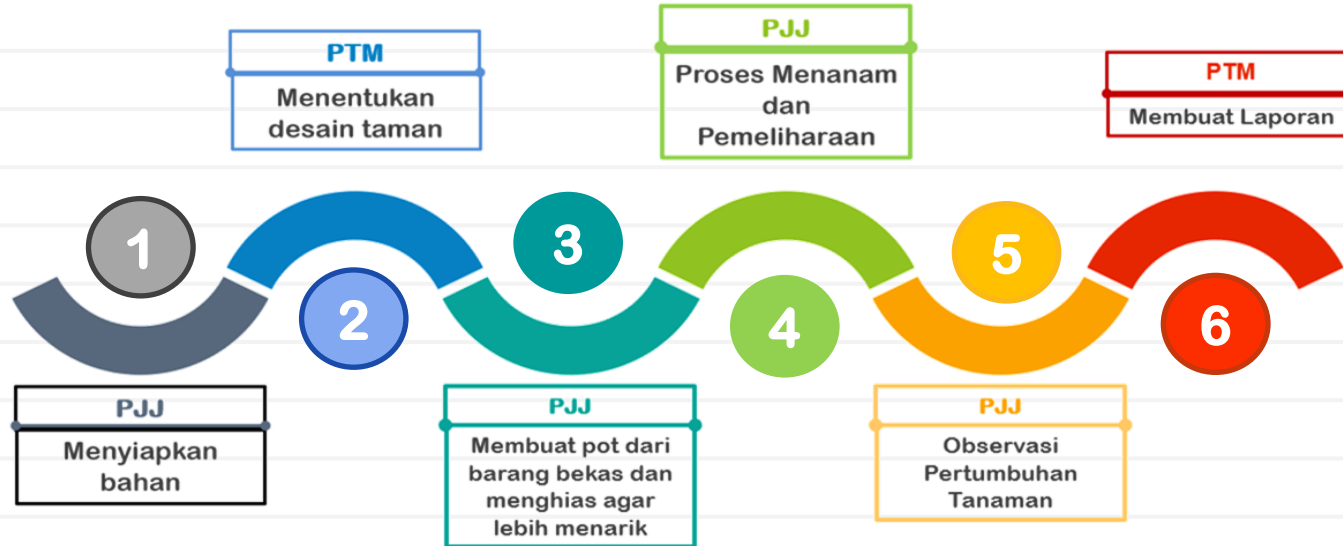 1
PJJ
Menyiapkan
bahan
2
PTM
Menentukan
desain taman
3
PJJ
Membuat pot dari
barang bekas dan
menghias agar
lebih menarik
4
PJJ
Proses Menanam
dan
Pemeliharaan
5
PJJ
Observasi
Pertumbuhan
Tanaman
6
PTM
Membuat Laporan